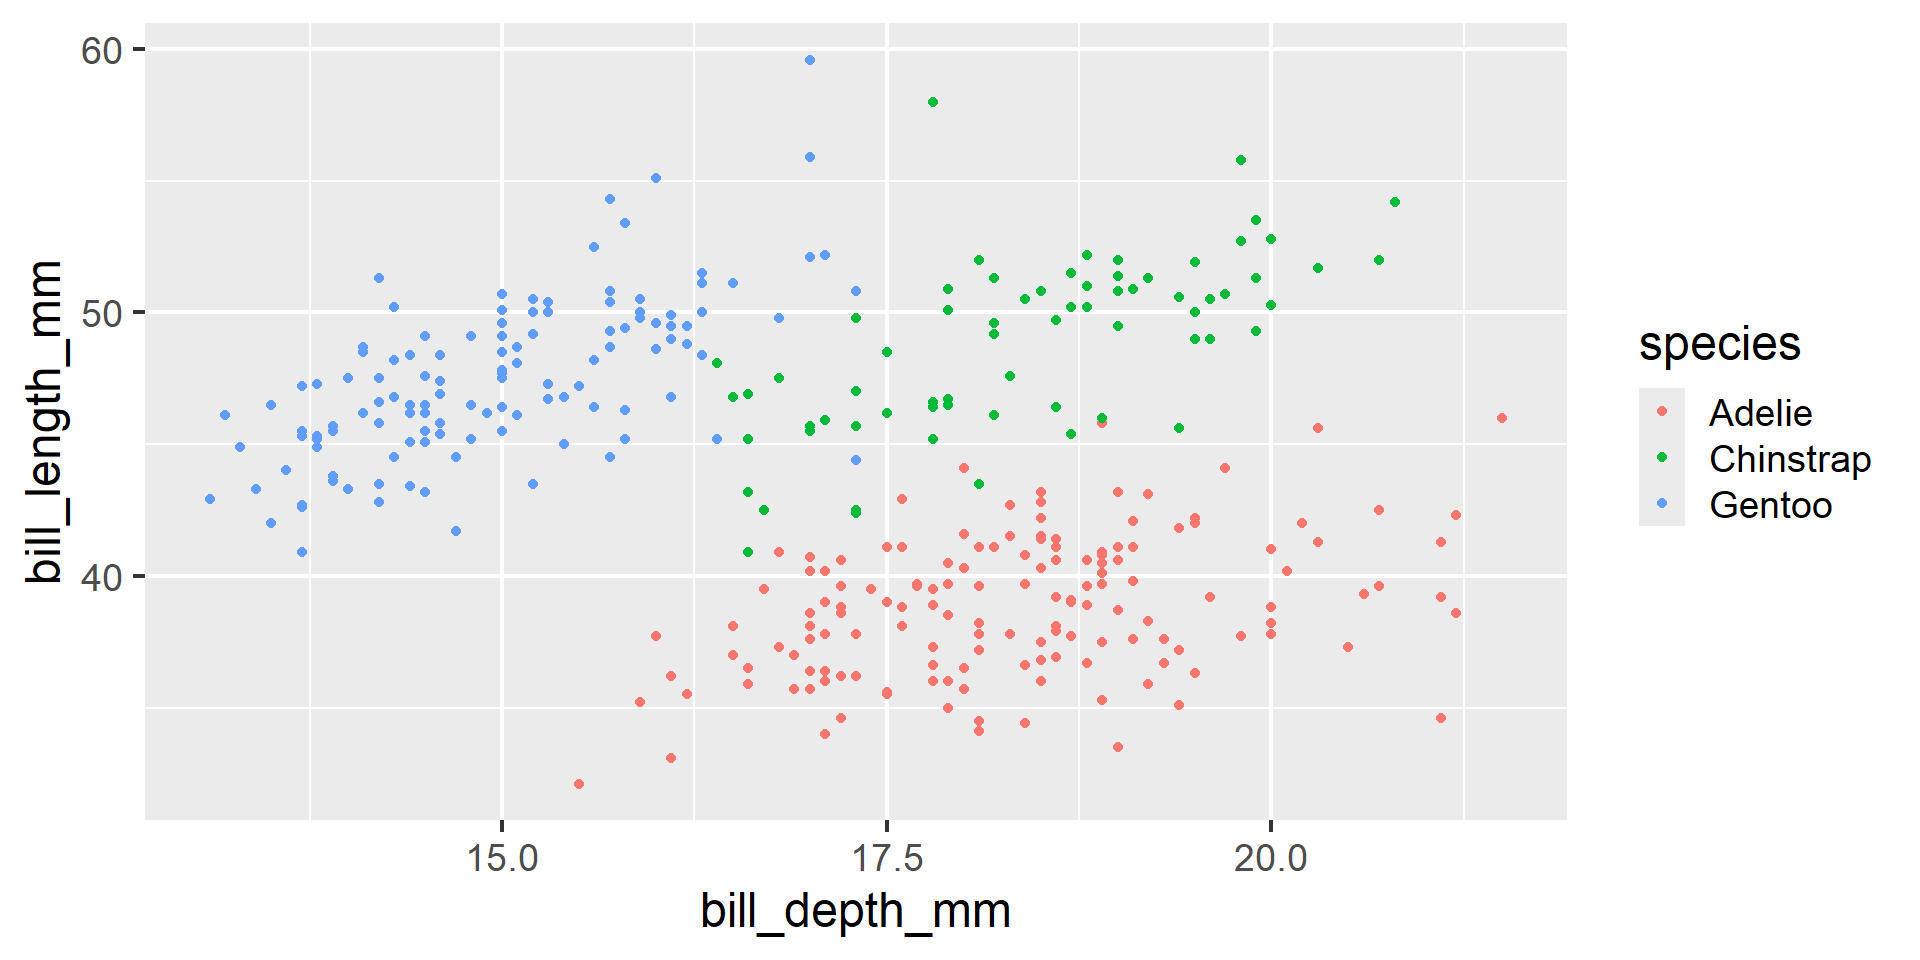 60
50
40
15.0
17.5
20.0
bill_depth_mm
bill_length_mm
species
Adelie
Chinstrap
Gentoo